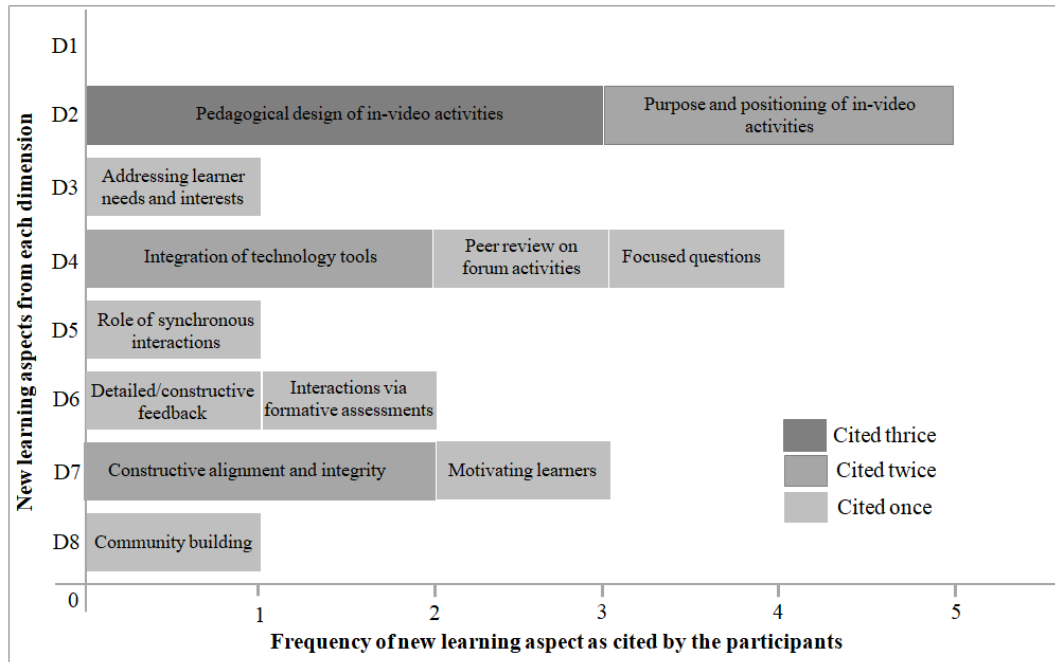 New learning aspects from each dimension
D1
D2
Pedagogical design of in-video activities
Purpose and positioning of in-video
activities
D3
Addressing learner
needs and interests
D4
Integration of technology tools
Peer review on
forum activities
Focused questions
D5
Role of synchronous
interactions
D6
Detailed/constructive
feedback
Interactions via
formative assessments
D7
Constructive alignment and integrity
Motivating learners
D8
Community building
Cited thrice
Cited twice
Cited once
0
1
2
3
4
5
Frequency of new learning aspect as cited by the participants